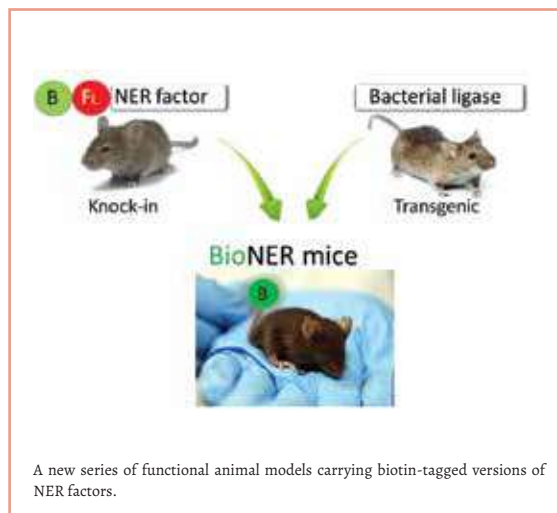 B FL NER factor
Bacterial ligase
Knock-in
Transgenic
BioNER mice
B
A new series of functional animal models carrying biotin-tagged versions of
NER factors.